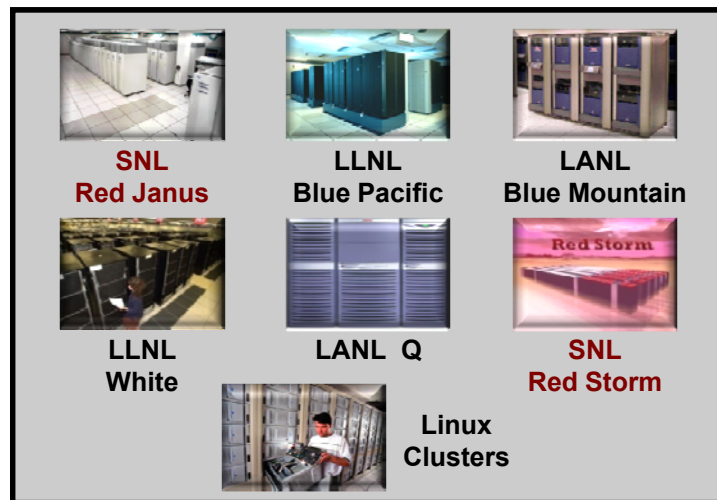 SNL
Red Janus
LLNL
Blue Pacific
LANL
Blue Mountain
Red Storm
LLNL
White
LANL Q
SNL
Red Storm
Linux
Clusters